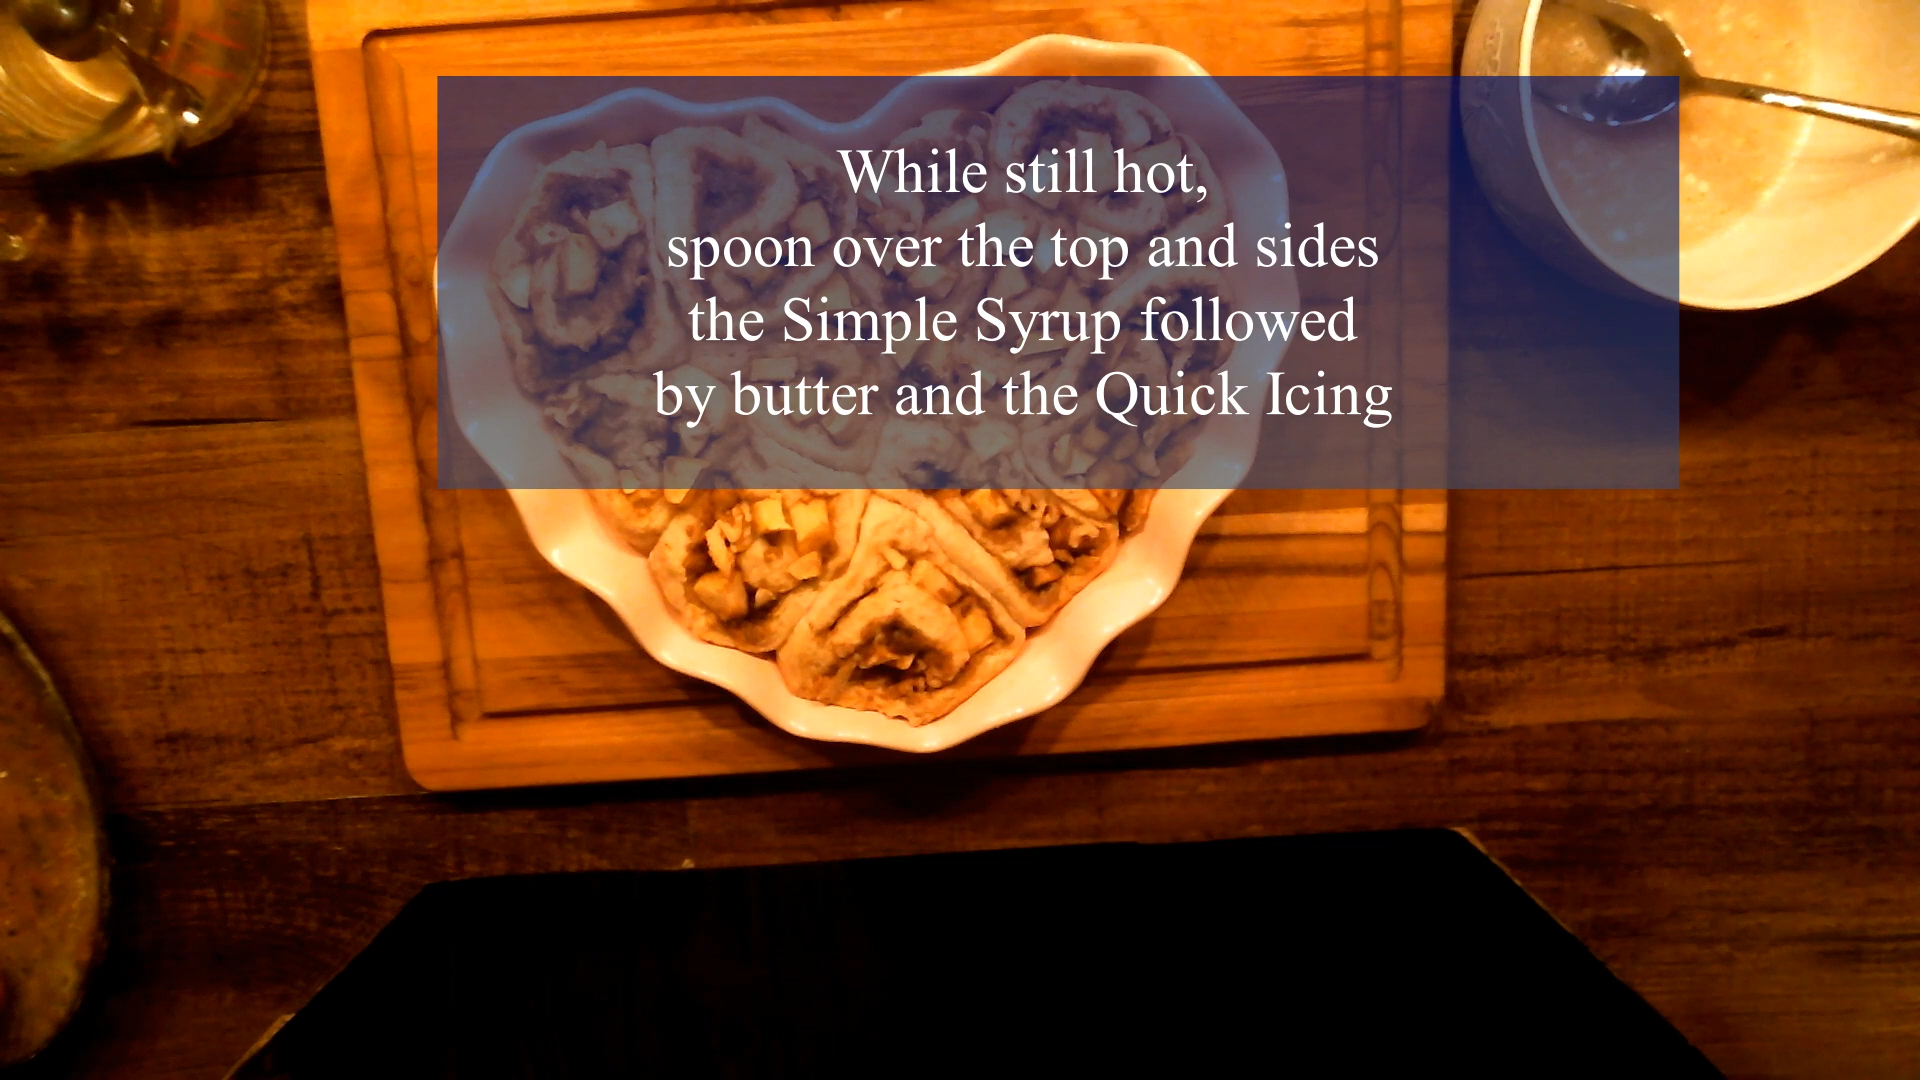 While still hot,
spoon over the top and sides
the Simple Syrup followed
by butter and the Quick Icing